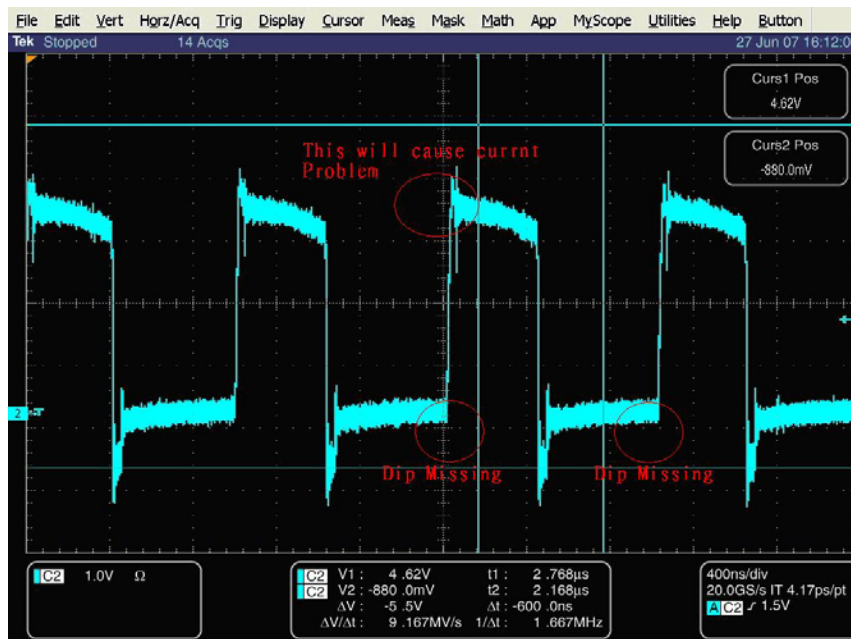 File Edit Vert Horz/Acq Trig Display Cursor Meas Mask Math App MyScope Utilities Help Button
Tek Stopped 14 Acqs 27 Jun 07 16:12:0
Curs1 Pos
4.62V
Curs2 Pos
-880.0mV
This will cause currnt
Problem
2
Dip Missing Dip Missing
C2 1.0V Ω
C2 V1 : 4 .62V t1 : 2 .768µs
C2 V2 : -880 .0mV t2 : 2 .168µs
ΔV : -5 .5V Δt : -600 .0ns
ΔV/Δt : 9 .167MV/s 1/Δt : 1 .667MHz
400ns/div
20.0GS/s IT 4.17ps/pt
A C2 ƒ 1.5V